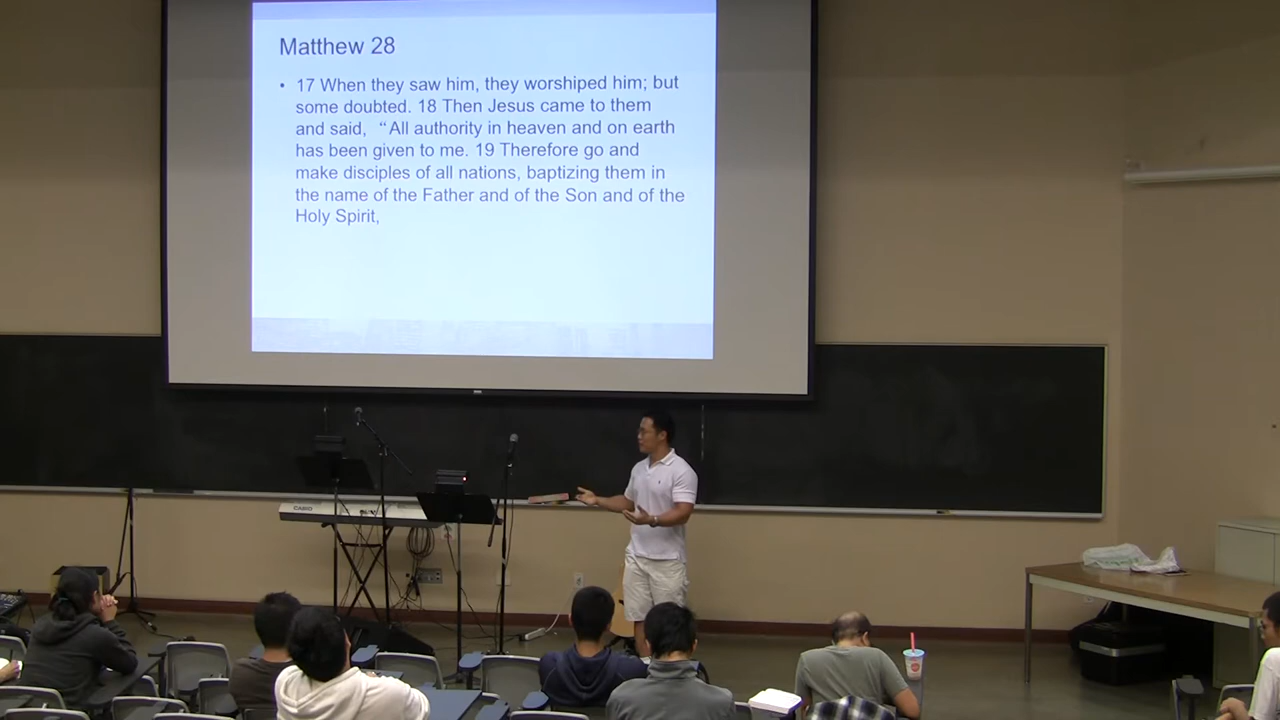 Matthew 28
• 17 When they saw him, they worshiped him; but
some doubted. 18 Then Jesus came to them
and said, “All authority in heaven and on earth
has been given to me. 19 Therefore go and
make disciples of all nations, baptizing them in
the name of the Father and of the Son and of the
Holy Spirit,
CASIO